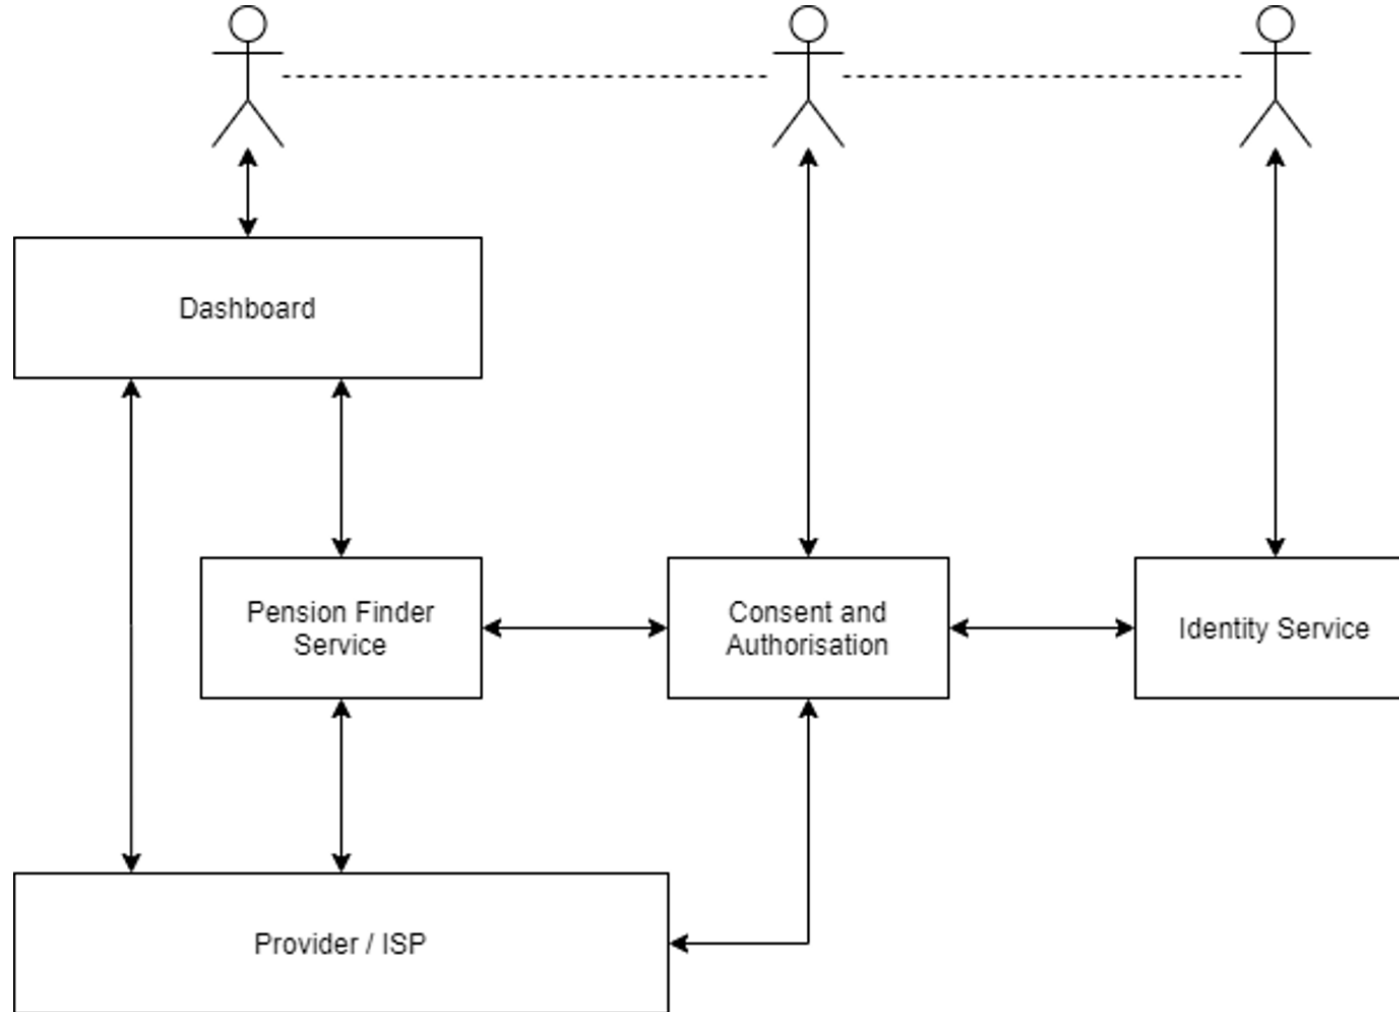 Dashboard
Pension Finder
Service
Consent and
Authorisation
Identity Service
Provider / ISP